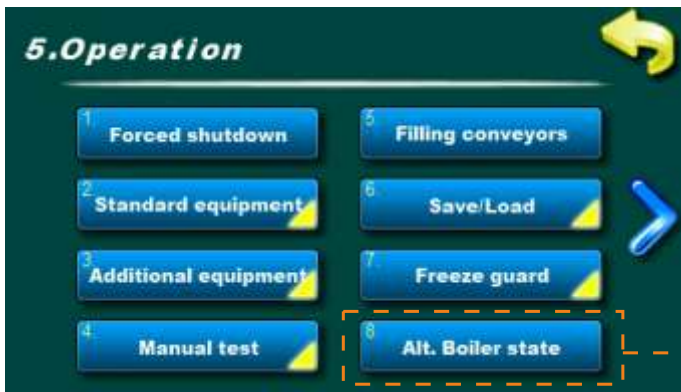 5.Operation
1
Forced shutdown
2
Standard equipment
3
Additional equipment
4
Manual test
5
Filling conveyors
6
Save/Load
7
Freeze guard
8
Alt. Boiler state